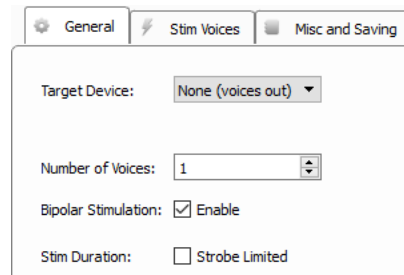 General Stim Voices Misc and Saving
Target Device: None (voices out)
Number of Voices: 1
Bipolar Stimulation: Enable
Stim Duration: Strobe Limited